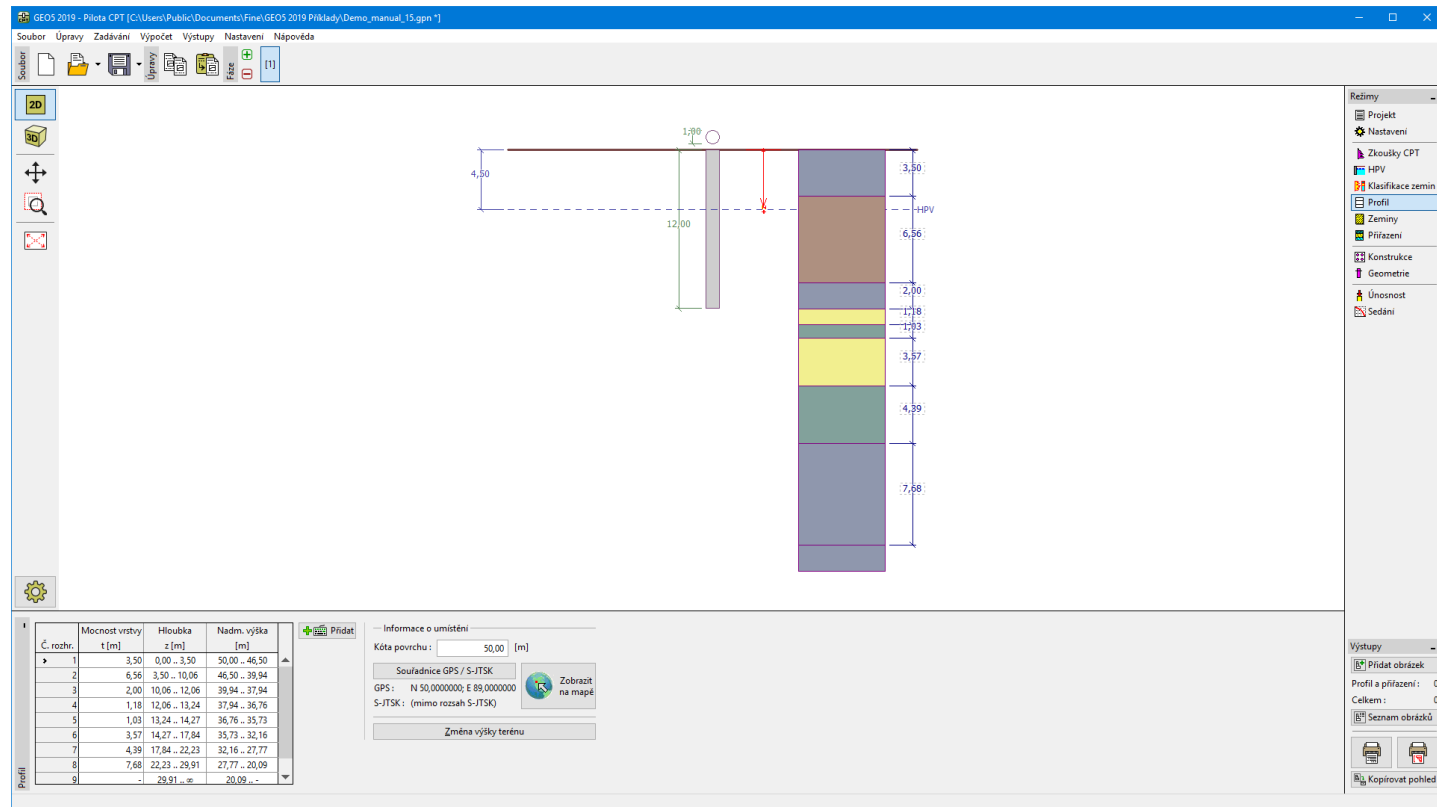 GEO5 2019 - Pilota CPT [C:\Users\Public\Documents\Fine\GEO5 2019 Příklady\Demo_manual_15.gpn *]
Soubor Úpravy Zadávání Výpočet Výstupy Nastavení Nápověda
Soubor
Úpravy
Fáze
[1]
2D
3D
1,00
4,50
12,00
HPV
3,50
6,56
2,00
1,18
1,03
3,57
4,39
7,68
Režimy
Projekt
Nastavení
Zkoušky CPT
HPV
Klasifikace zemin
Profil
Zeminy
Přiřazení
Konstrukce
Geometrie
Únosnost
Sedání
Profil
Č. rozhr. Mocnost vrstvy t [m] Hloubka z [m] Nadm. výška [m]
1 3,50 0,00 .. 3,50 50,00 .. 46,50
2 6,56 3,50 .. 10,06 46,50 .. 39,94
3 2,00 10,06 .. 12,06 39,94 .. 37,94
4 1,18 12,06 .. 13,24 37,94 .. 36,76
5 1,03 13,24 .. 14,27 36,76 .. 35,73
6 3,57 14,27 .. 17,84 35,73 .. 32,16
7 4,39 17,84 .. 22,23 32,16 .. 27,77
8 7,68 22,23 .. 29,91 27,77 .. 20,09
9 - 29,91 .. ∞ 20,09 .. -
Přidat
Informace o umístění
Kóta povrchu : 50,00 [m]
Souřadnice GPS / S-JTSK
GPS : N 50,0000000; E 89,0000000
S-JTSK : (mimo rozsah S-JTSK)
Zobrazit
na mapě
Změna výšky terénu
Výstupy
Přidat obrázek
Profil a přiřazení : 0
Celkem : 0
Seznam obrázků
Kopírovat pohled